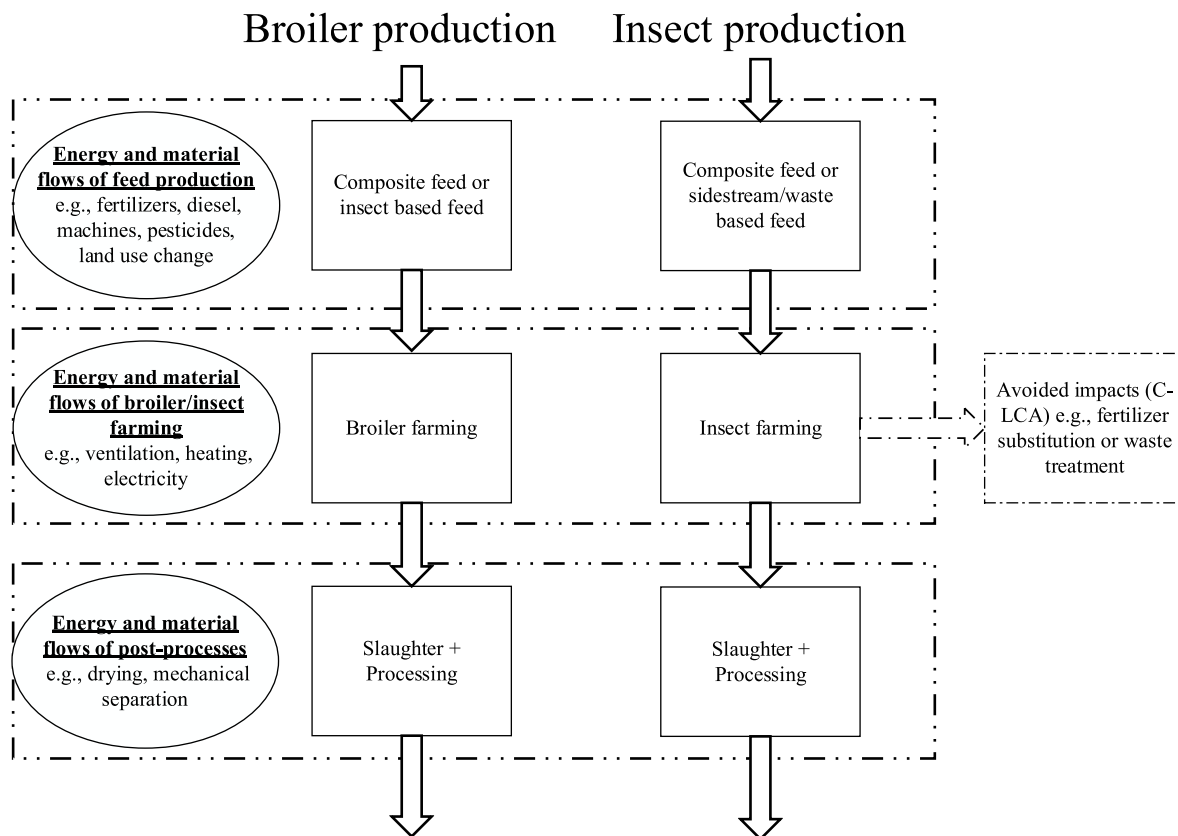 Broiler production
Insect production
Energy and material
flows of feed production
e.g., fertilizers, diesel,
machines, pesticides,
land use change
Composite feed or
insect based feed
Composite feed or
sidestream/waste
based feed
Energy and material
flows of broiler/insect
farming
e.g., ventilation, heating,
electricity
Broiler farming
Insect farming
Avoided impacts (C-
LCA) e.g., fertilizer
substitution or waste
treatment
Energy and material
flows of post-processes
e.g., drying, mechanical
separation
Slaughter +
Processing
Slaughter +
Processing